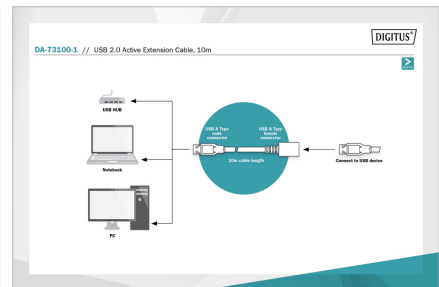 DIGITUS®
DA-73100-1 // USB 2.0 Active Extension Cable, 10m
USB HUB
USB A Type
male
connector
USB A Type
female
connector
10m cable length
Connect to USB device
Notebook
PC